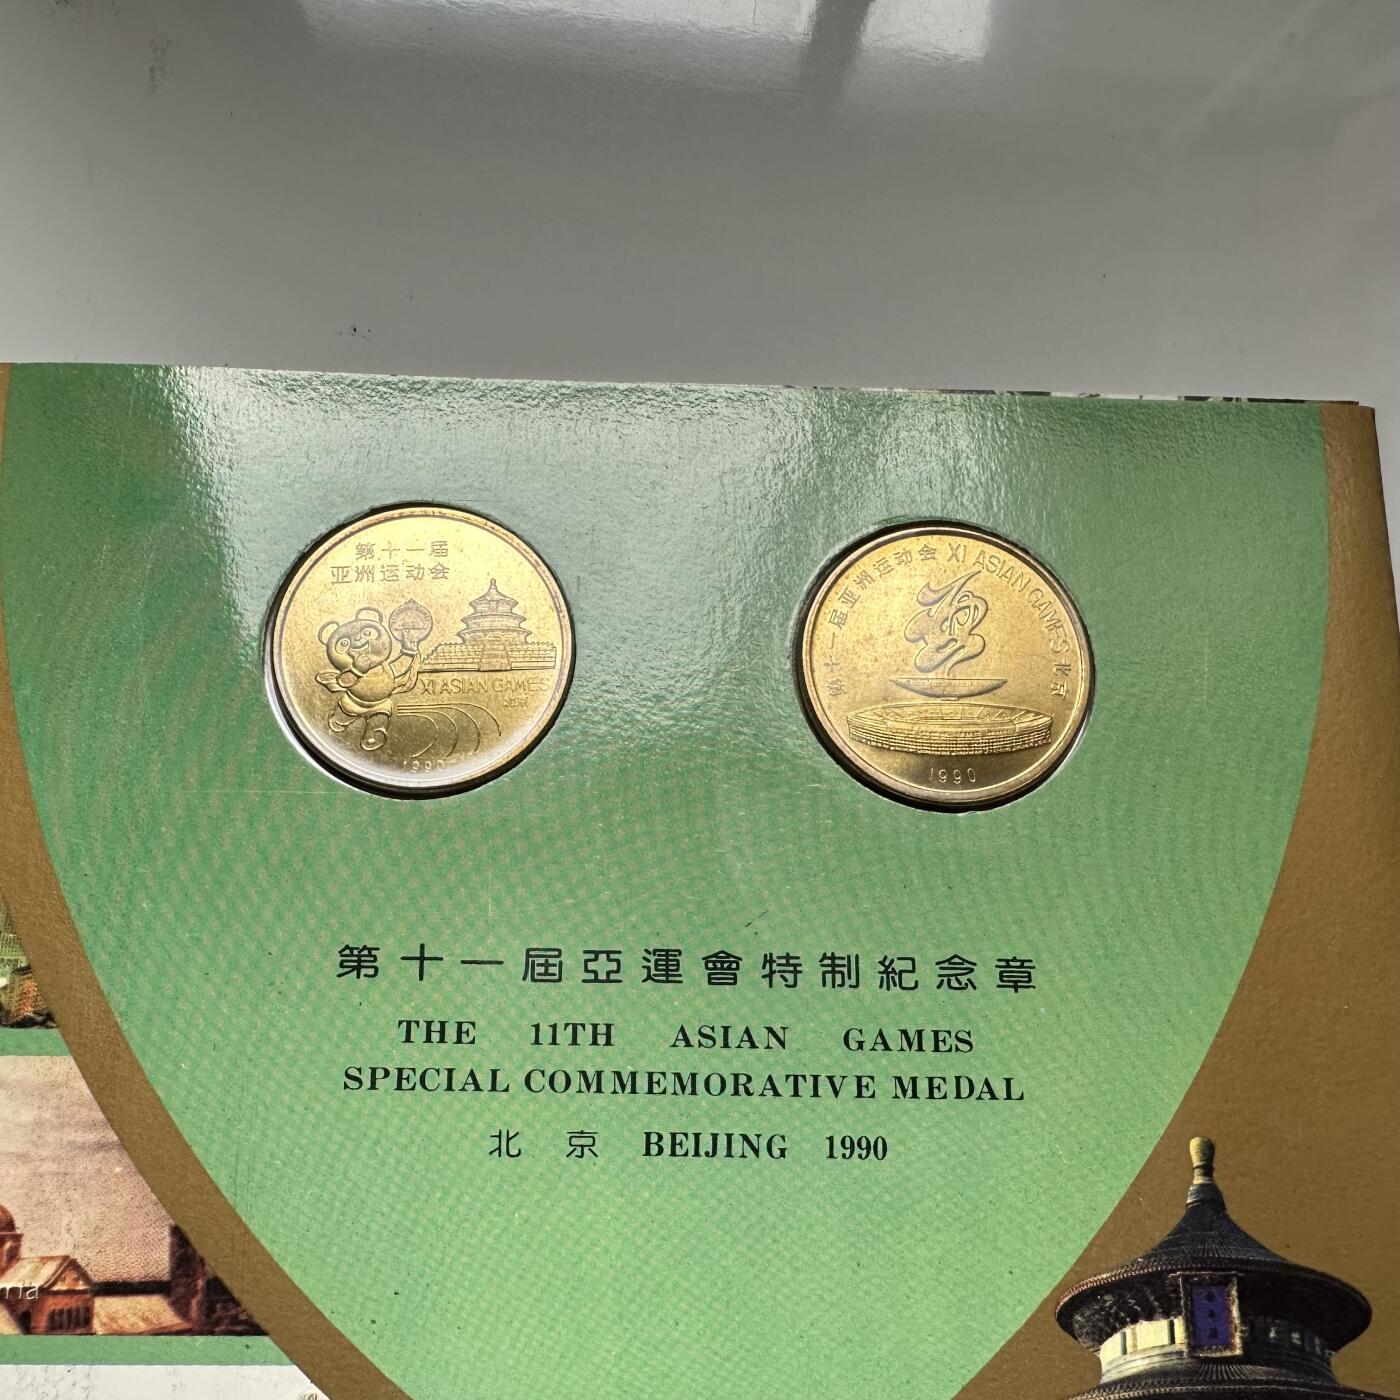 第十一届
亚洲运动会
XI ASIAN GAMES
北京
1990
第十一届亚洲运动会 XI ASIAN GAMES 北京
1990
第十一屆亞運會特制紀念章
THE 11TH ASIAN GAMES
SPECIAL COMMEMORATIVE MEDAL
北京 BEIJING 1990